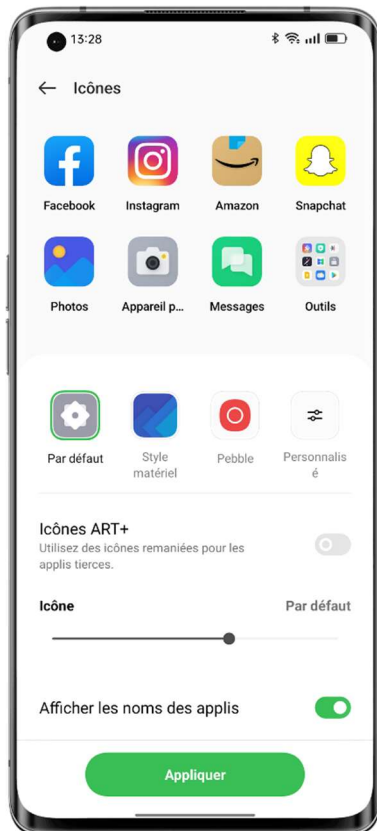 13:28
Icônes
Facebook
Instagram
Amazon
Snapchat
Photos
Appareil p...
Messages
Outils
Par défaut
Style
matériel
Pebble
Personnalis
é
Icônes ART+
Utilisez des icônes remaniées pour les
applis tierces.
Icône
Par défaut
Afficher les noms des applis
Appliquer